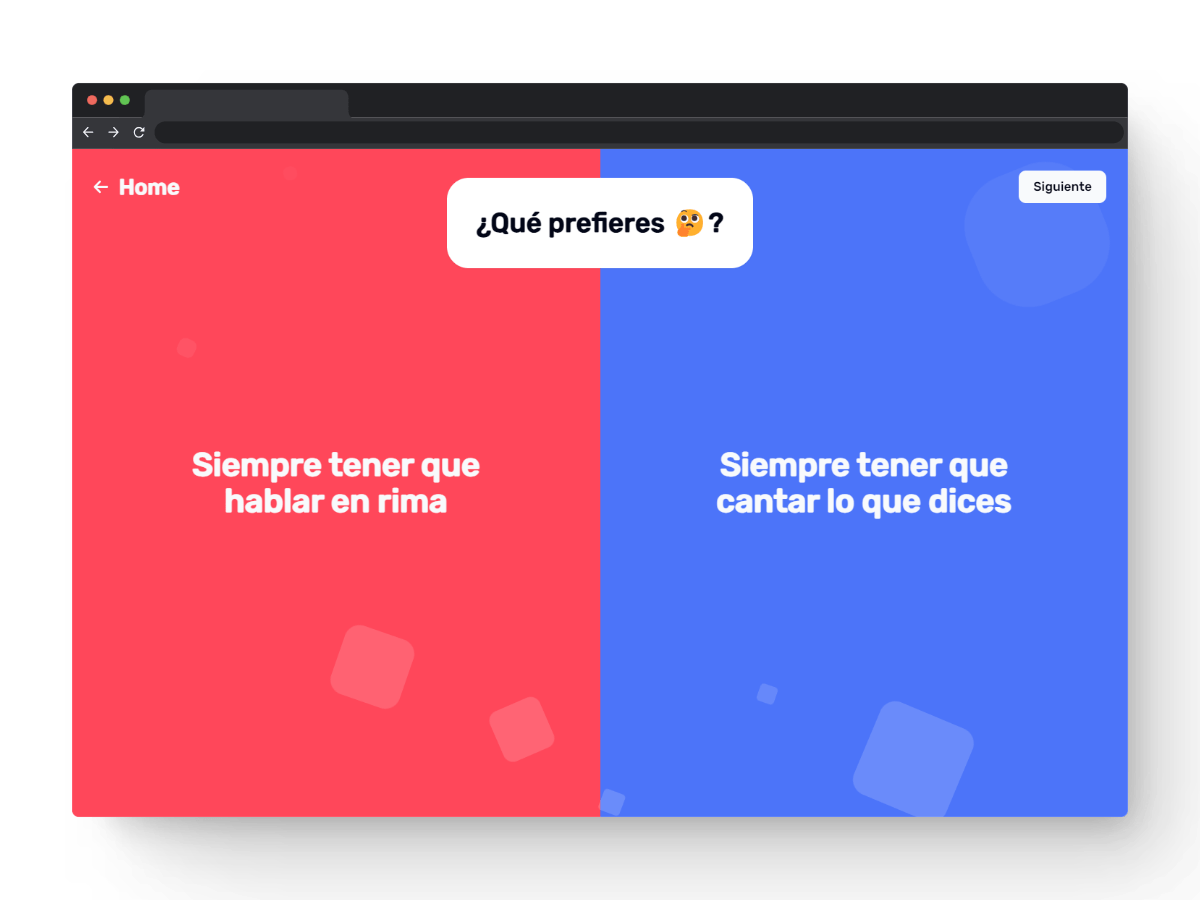 Home
¿Qué prefieres 🤔?
Siguiente
Siempre tener que
hablar en rima
Siempre tener que
cantar lo que dices